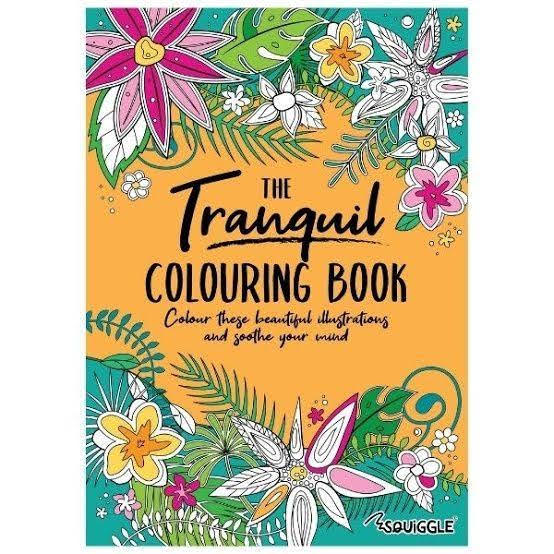 THE
Tranquil
COLOURING BOOK
Colour these beautiful illustrations
and soothe your mind
SQUIGGLE